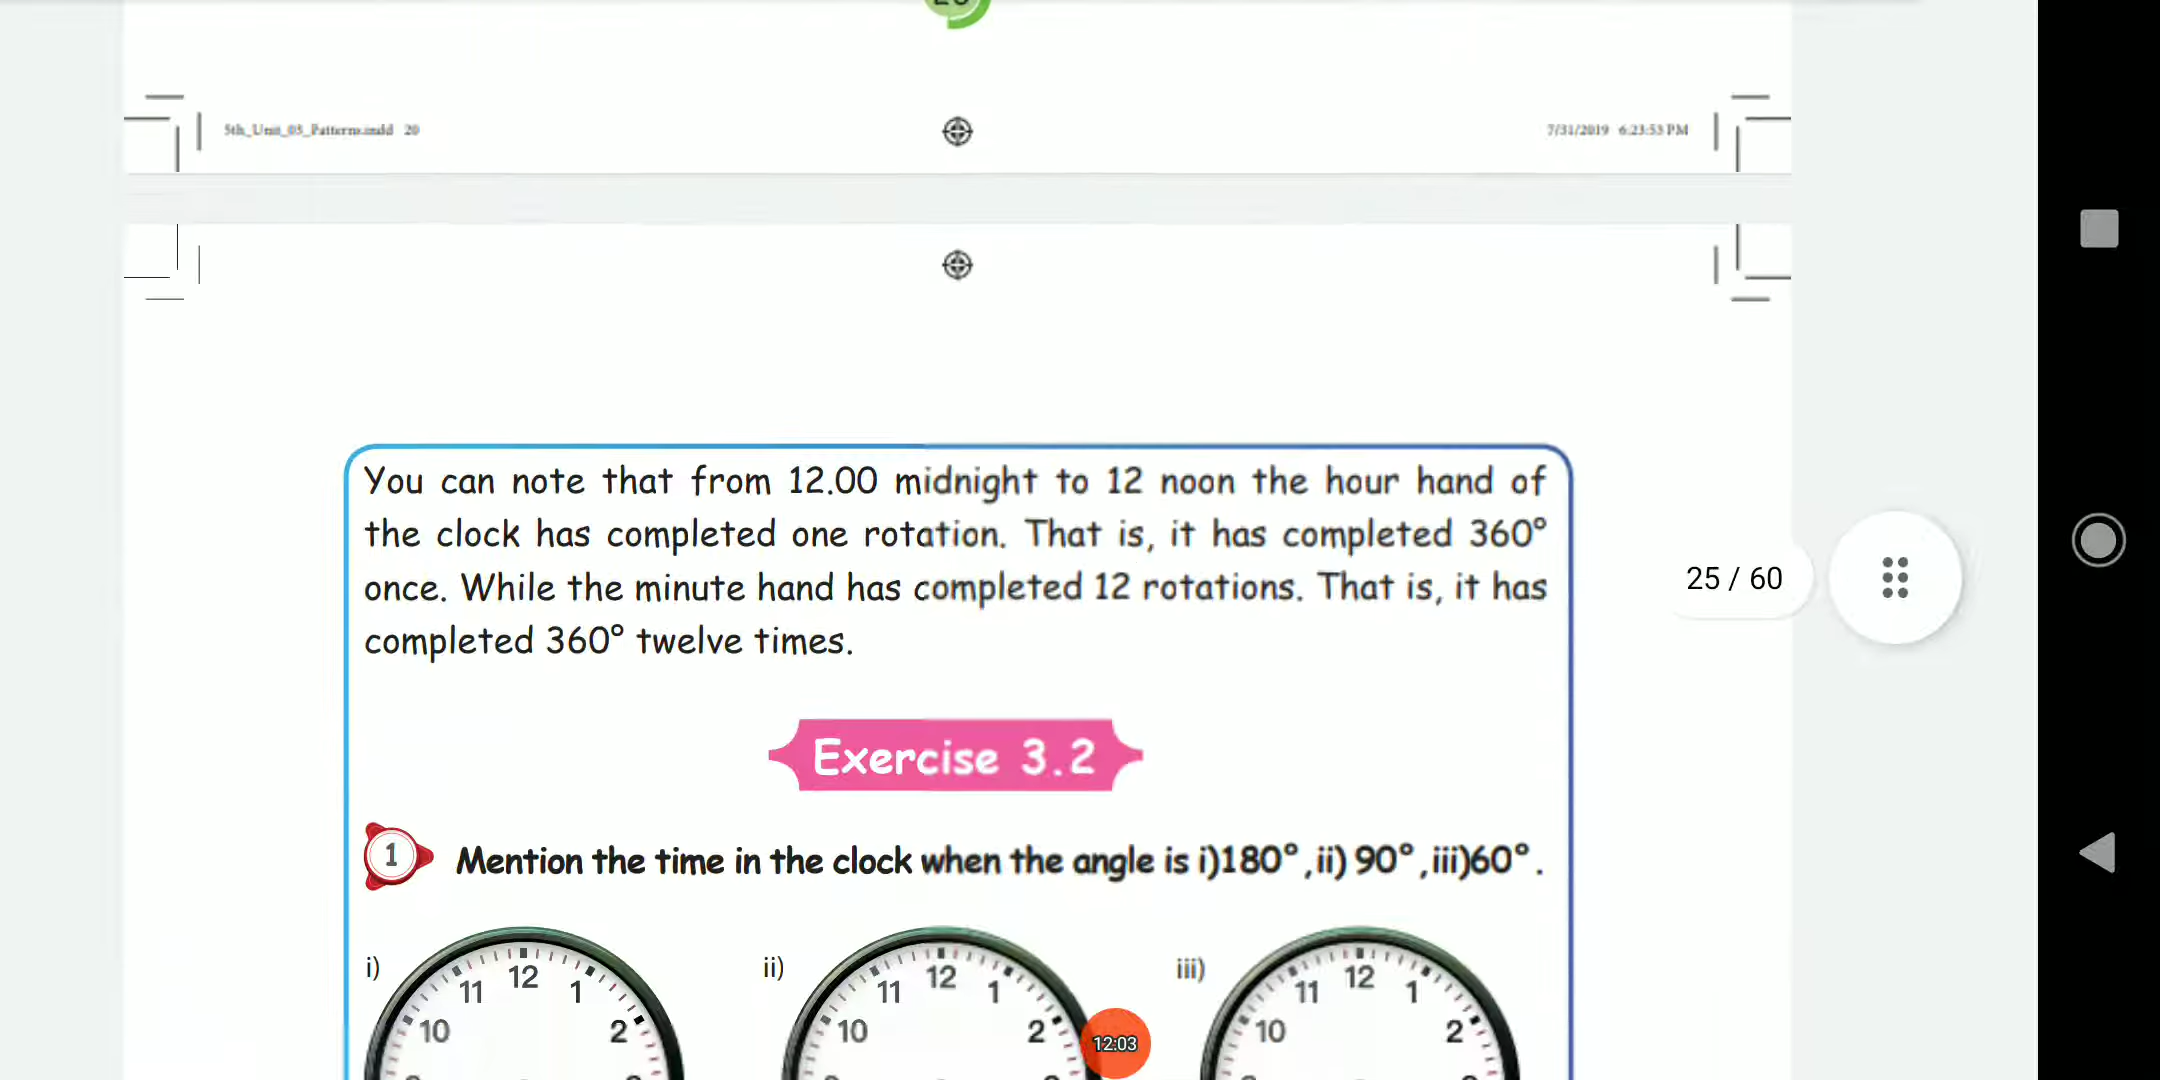 5th_Unit_03_Patterns.indd 20
7/31/2019 6:23:53 PM
You can note that from 12.00 midnight to 12 noon the hour hand of
the clock has completed one rotation. That is, it has completed 360°
once. While the minute hand has completed 12 rotations. That is, it has
completed 360° twelve times.
25 / 60
Exercise 3.2
1 Mention the time in the clock when the angle is i)180°,ii) 90°,iii)60°.
i) 12 11 1 10 2
ii) 12 11 1 10 2
iii) 12 11 1 10 2
12:03